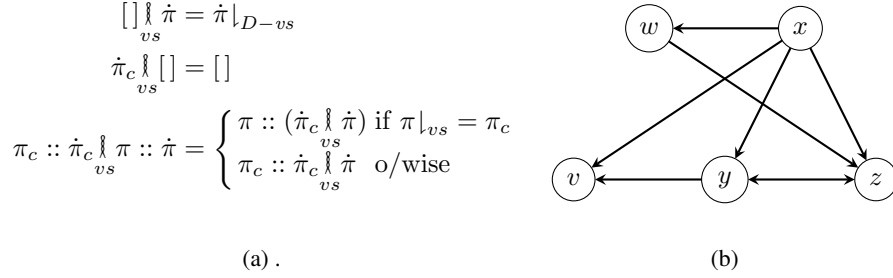 [ ] ≬_{vs} π̇ = π̇⇂_{D−vs}
π̇_c ≬_{vs} [ ] = [ ]
π_c :: π̇_c ≬_{vs} π :: π̇ = { π :: (π̇_c ≬_{vs} π̇) if π⇂_{vs} = π_c
π_c :: π̇_c ≬_{vs} π̇ o/wise
(a) .
w x
v y z
(b)